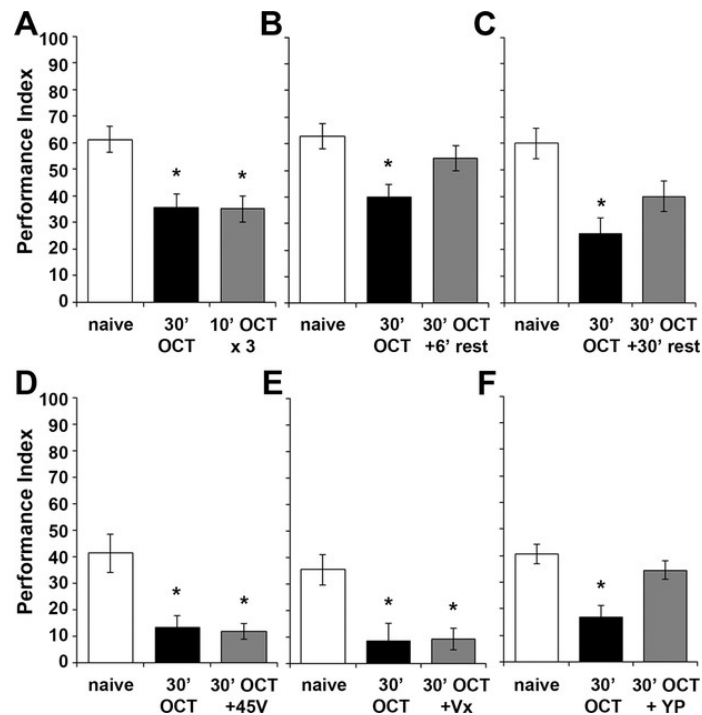 A
B
C
Performance Index
100
90
80
70
60
50
40
30
20
10
0
*
*
*
*
naive
30' OCT
10' OCT x 3
naive
30' OCT
30' OCT +6' rest
naive
30' OCT
30' OCT +30' rest
D
E
F
Performance Index
100
90
80
70
60
50
40
30
20
10
0
*
*
*
*
*
naive
30' OCT
30' OCT +45V
naive
30' OCT
30' OCT +Vx
naive
30' OCT
30' OCT + YP